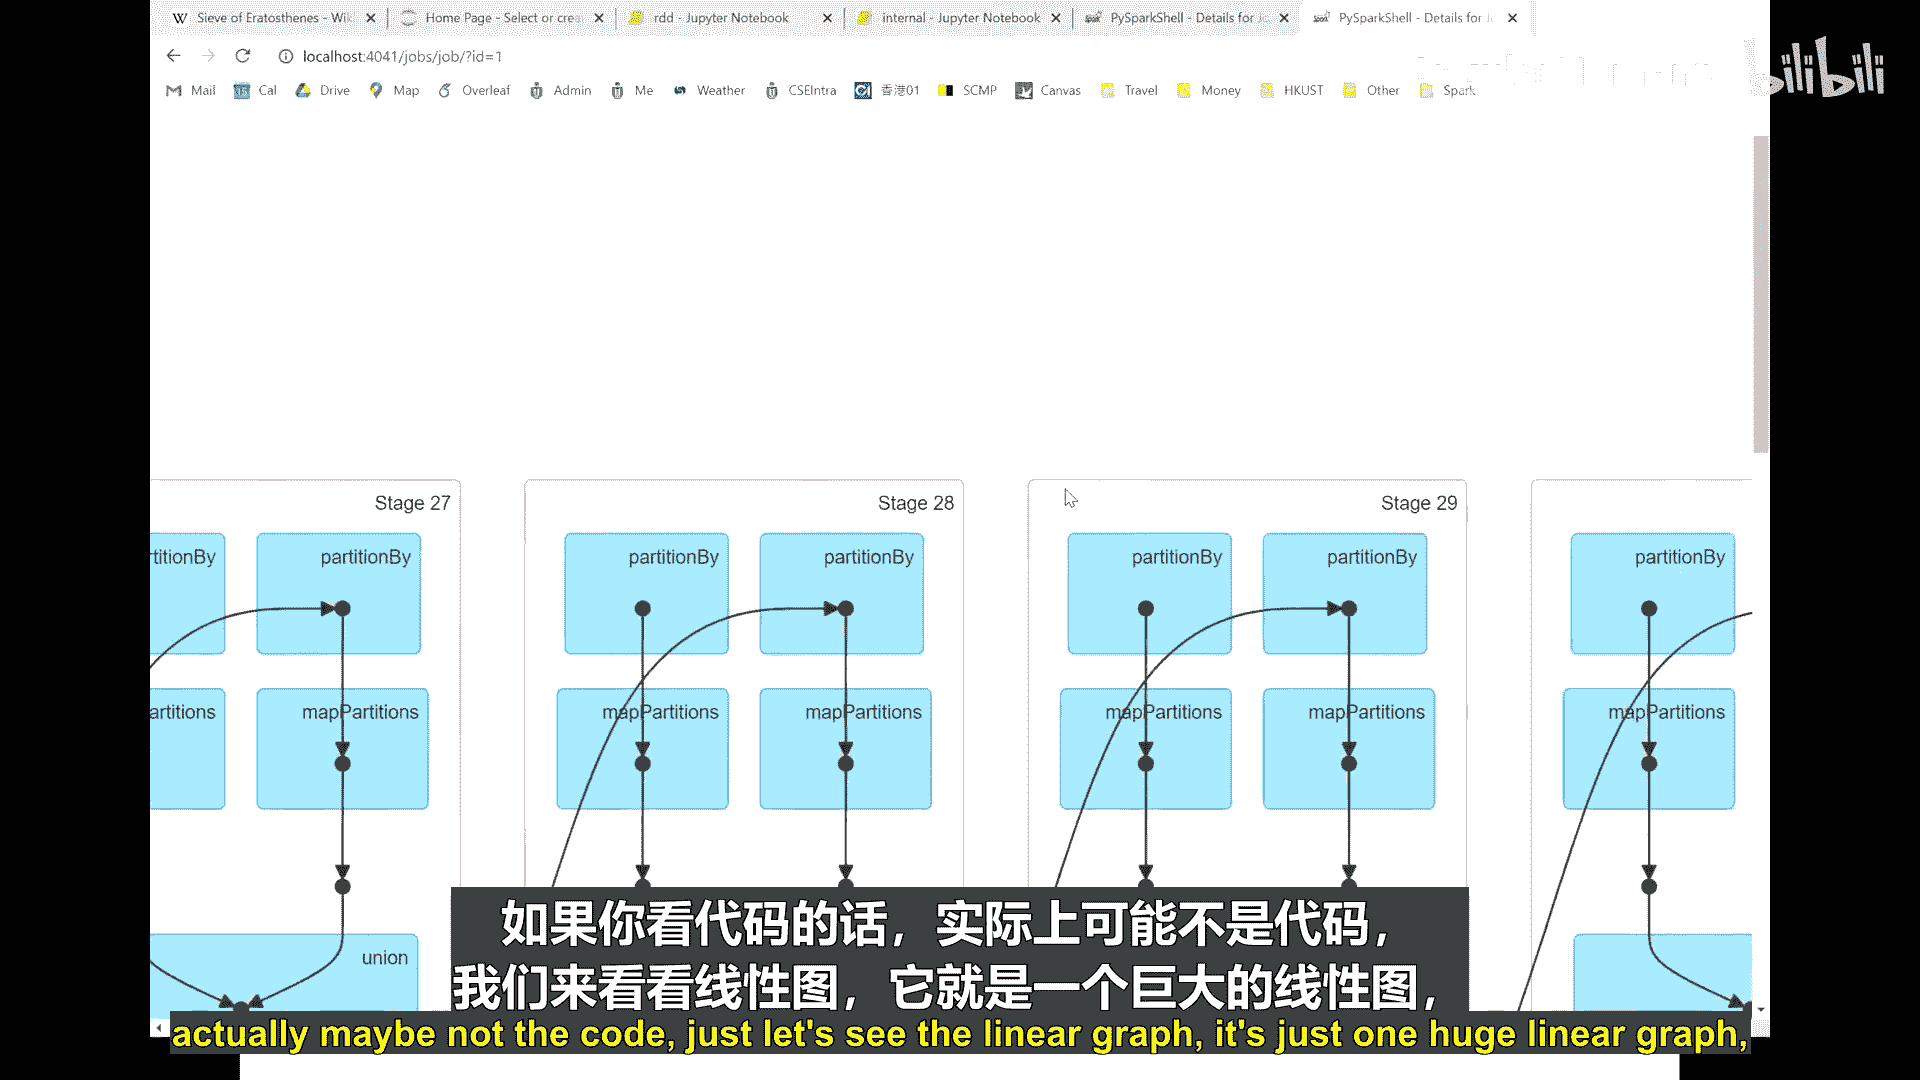 Sieve of Eratosthenes - Wik
Home Page - Select or crea
rdd - Jupyter Notebook
internal - Jupyter Notebook
PySparkShell - Details for Jo
PySparkShell - Details for J
localhost:4041/jobs/job/?id=1
Mail Cal Drive Map Overleaf Admin Me Weather CSEIntra 香港01 SCMP Canvas Travel Money HKUST Other Spark
bilibili
Stage 27
Stage 28
Stage 29
rtitionBy
partitionBy
partitionBy
partitionBy
partitionBy
partitionBy
partitionBy
artitions
mapPartitions
mapPartitions
mapPartitions
mapPartitions
mapPartitions
mapPartitions
union
如果你看代码的话，实际上可能不是代码，
我们来看看线性图，它就是一个巨大的线性图，
actually maybe not the code, just let's see the linear graph, it's just one huge linear graph,